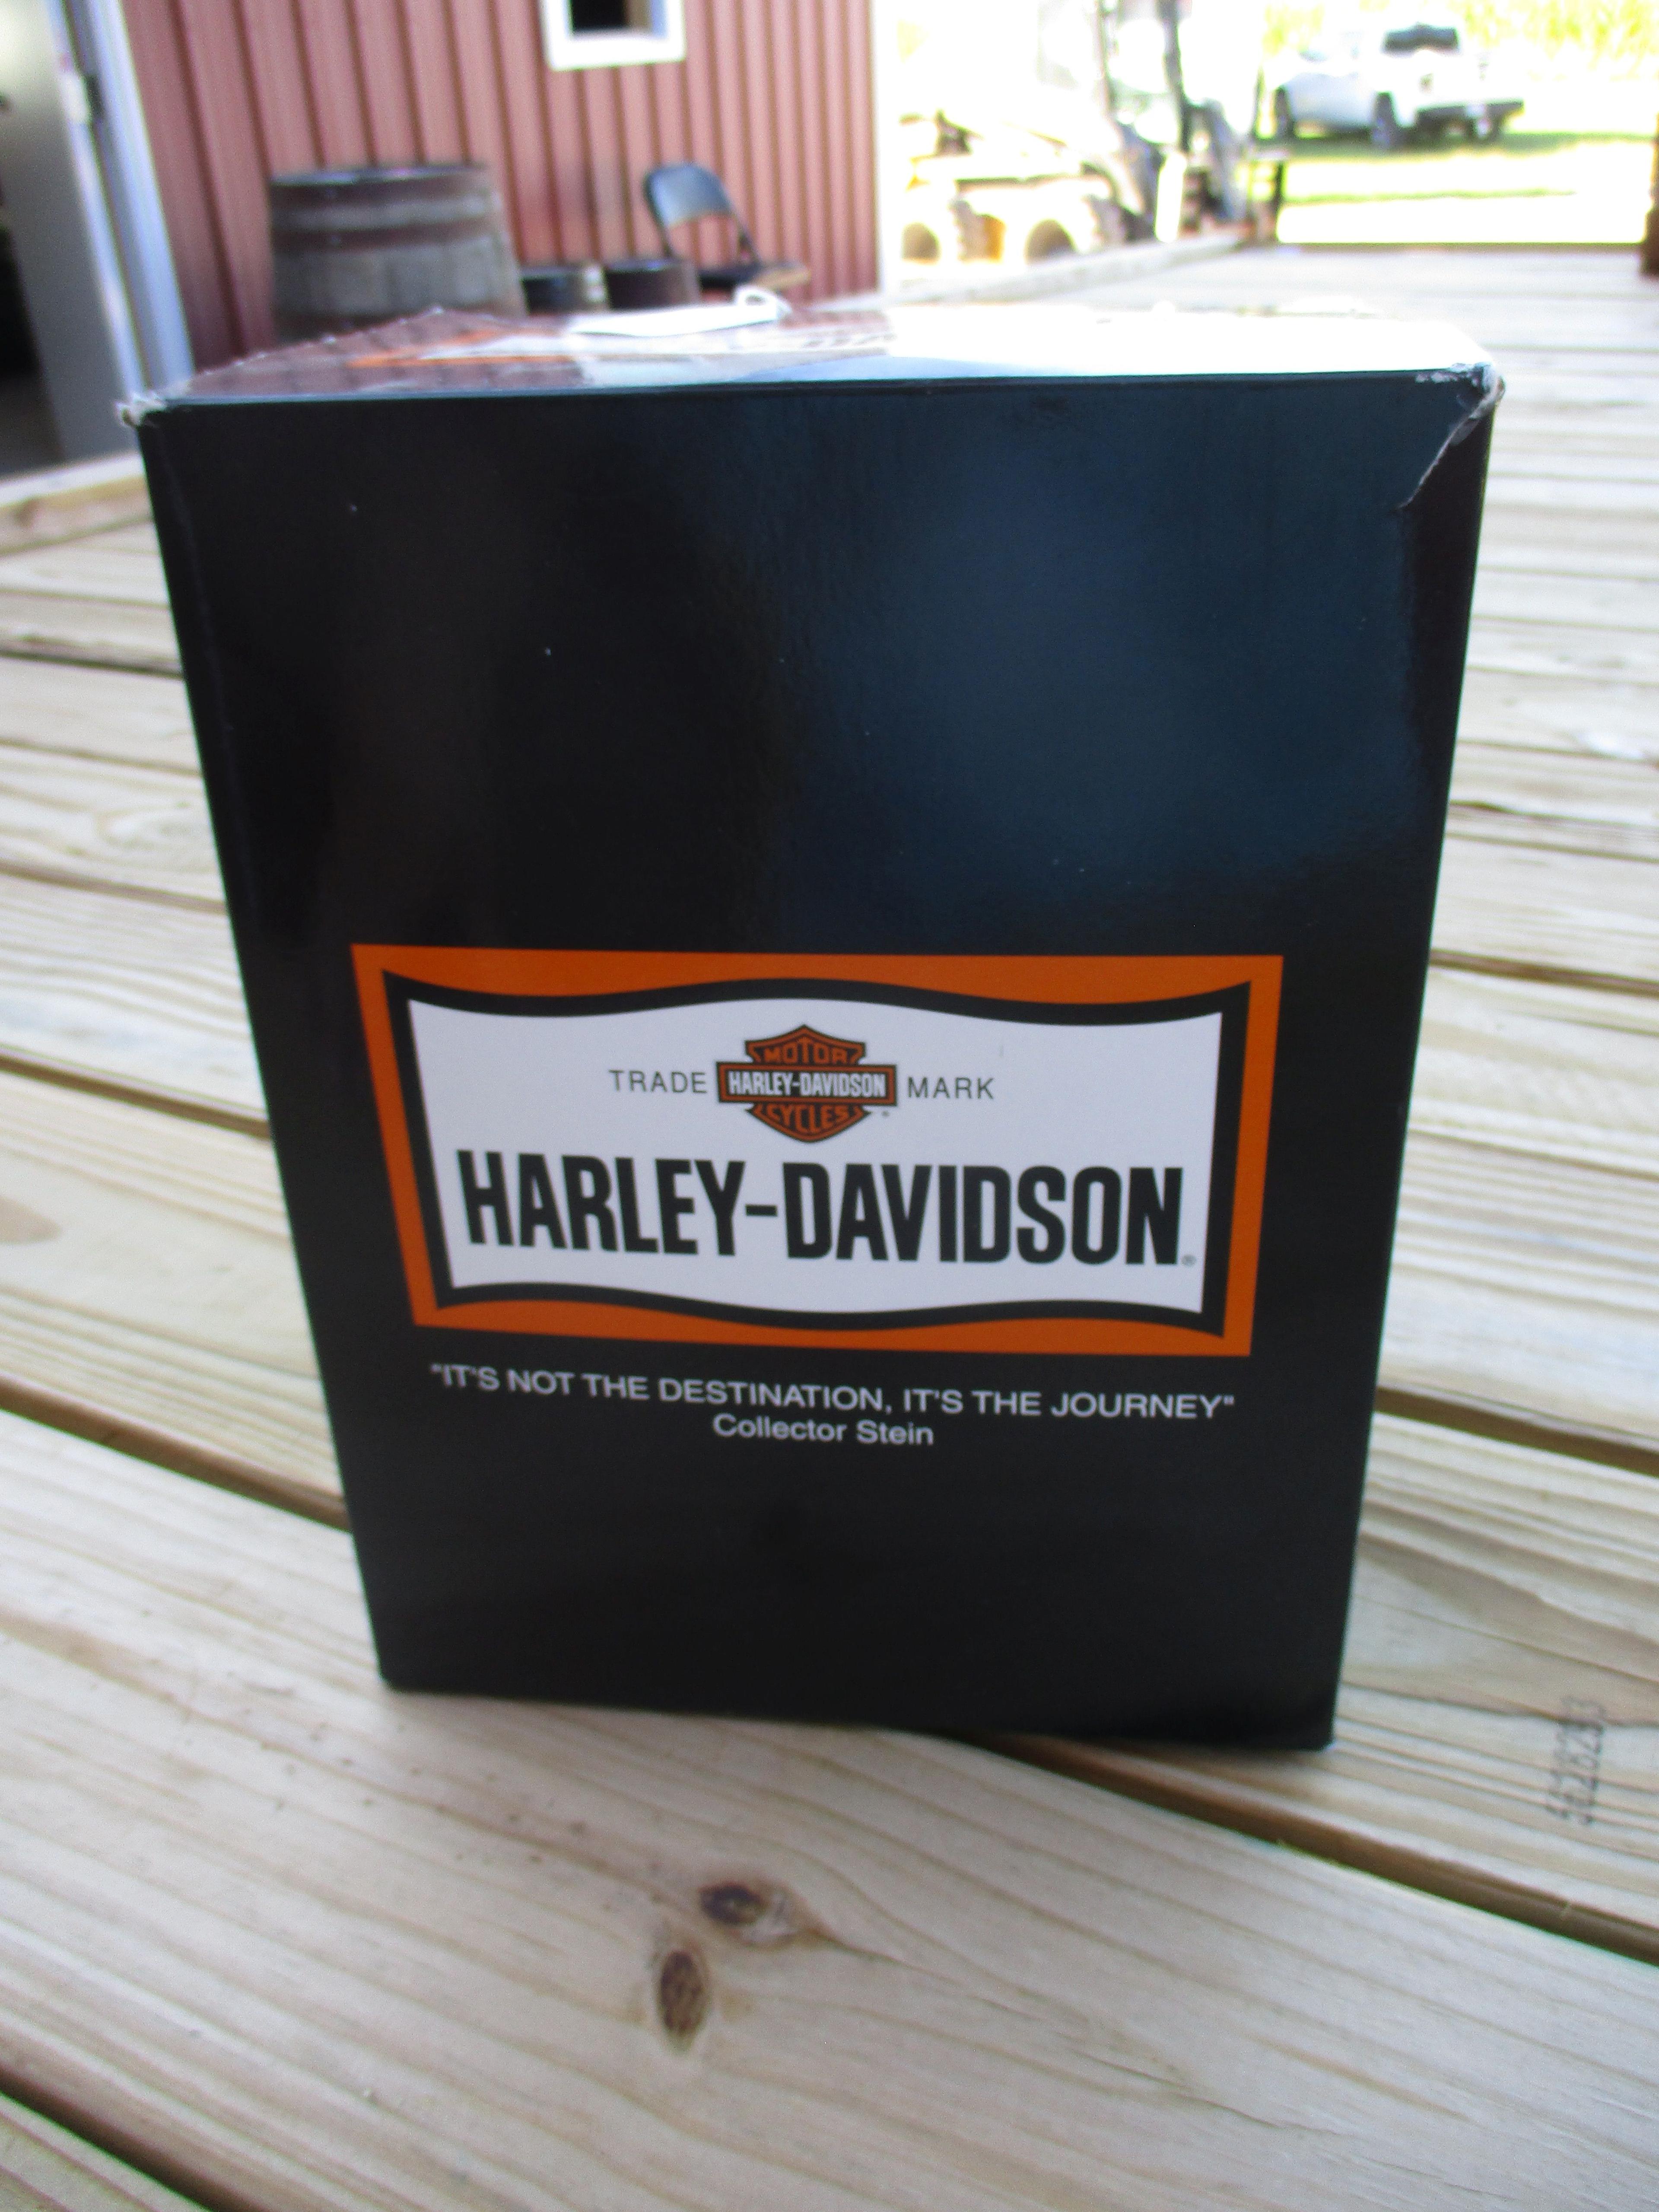 MOTOR
TRADE HARLEY-DAVIDSON MARK
CYCLES®
HARLEY-DAVIDSON®
"IT'S NOT THE DESTINATION, IT'S THE JOURNEY"
Collector Stein